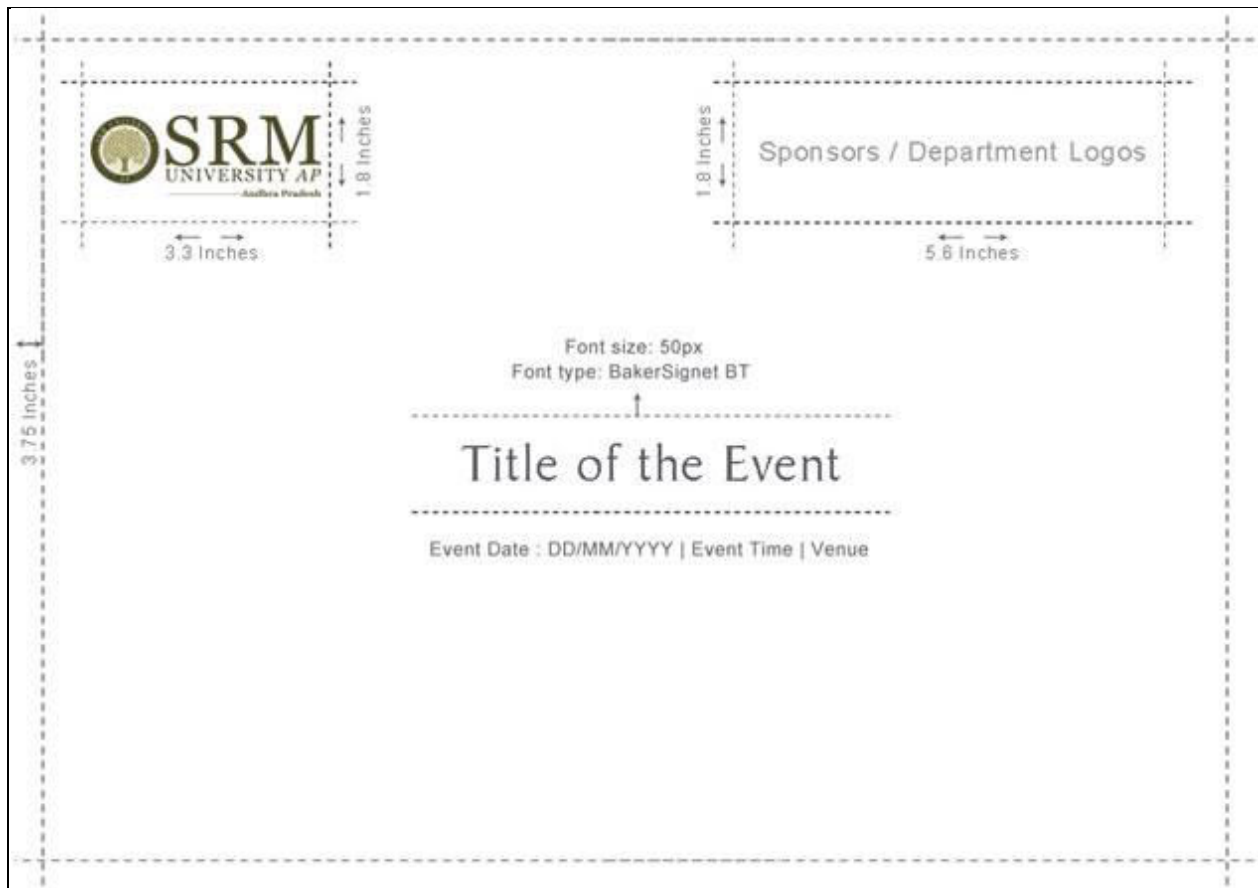 SRM
UNIVERSITY AP
Andhra Pradesh
1.8 Inches
3.3 Inches
1.8 Inches
Sponsors / Department Logos
5.6 Inches
3.75 Inches
Font size: 50px
Font type: BakerSignet BT
Title of the Event
Event Date : DD/MM/YYYY | Event Time | Venue